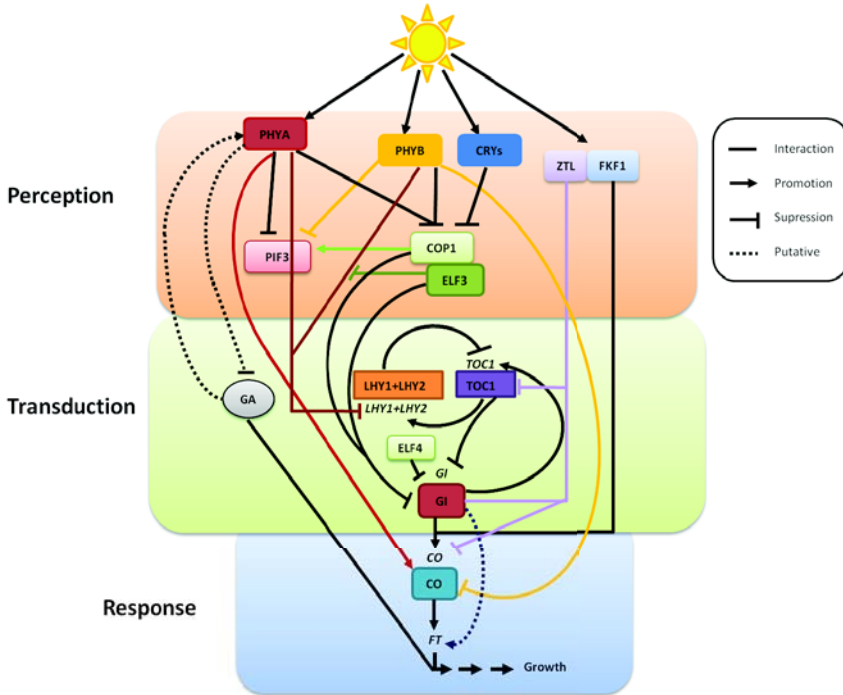 PHYA
PHYB
CRYs
ZTL
FKF1
Interaction
Promotion
Supression
Putative
Perception
PIF3
COP1
ELF3
TOC1
LHY1+LHY2
TOC1
LHY1+LHY2
Transduction
GA
ELF4
GI
GI
CO
CO
Response
FT
Growth